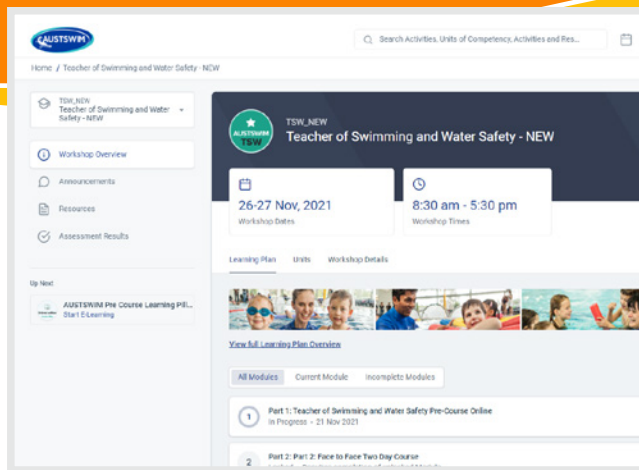 AUSTSWIM
Search Activities, Units of Competency, Activities and Res...
Home / Teacher of Swimming and Water Safety - NEW
TSW_NEW
Teacher of Swimming and Water
Safety - NEW
Workshop Overview
Announcements
Resources
Assessment Results
Up Next
AUSTSWIM Pre Course Learning Pill...
Start E-Learning
AUSTSWIM
TSW
TSW_NEW
Teacher of Swimming and Water Safety - NEW
26-27 Nov, 2021
Workshop Dates
8:30 am - 5:30 pm
Workshop Times
Learning Plan Units Workshop Details
View full Learning Plan Overview
All Modules Current Module Incomplete Modules
1
Part 1: Teacher of Swimming and Water Safety Pre-Course Online
In Progress - 21 Nov 2021
2
Part 2: Part 2: Face to Face Two Day Course